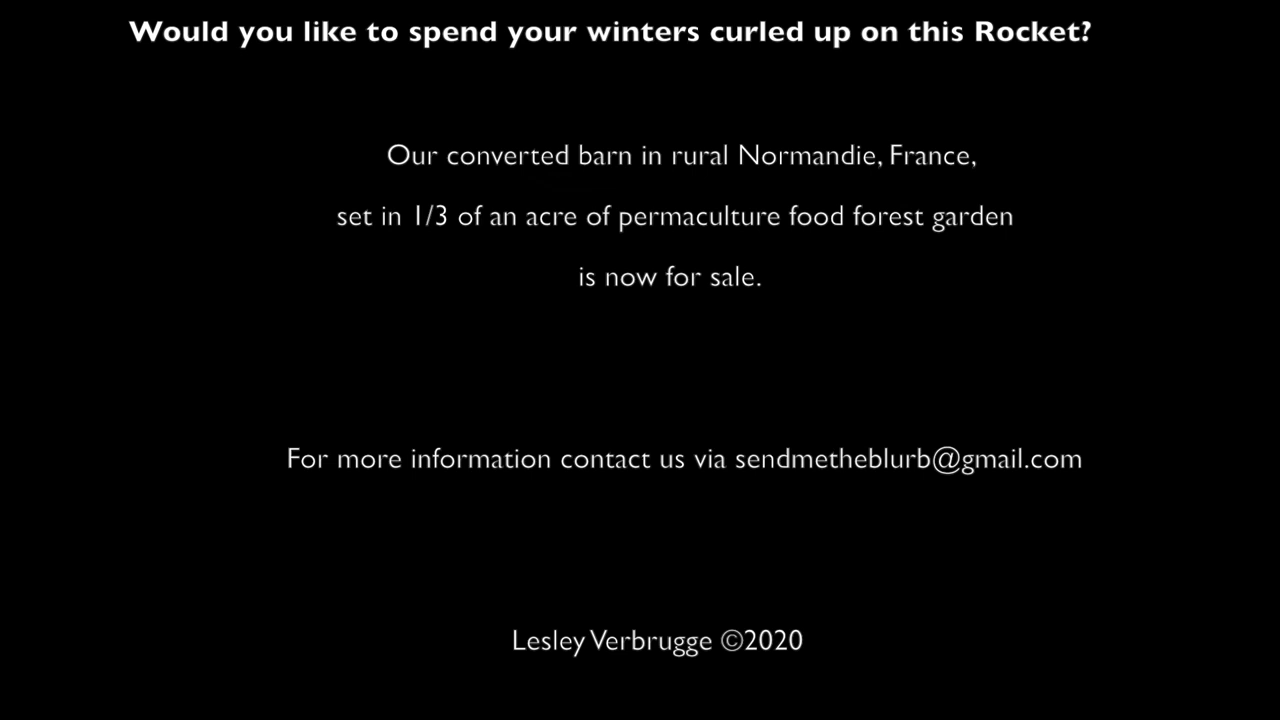 Would you like to spend your winters curled up on this Rocket?
Our converted barn in rural Normandie, France,
set in 1/3 of an acre of permaculture food forest garden
is now for sale.
For more information contact us via sendmetheblurb@gmail.com
Lesley Verbrugge ©2020